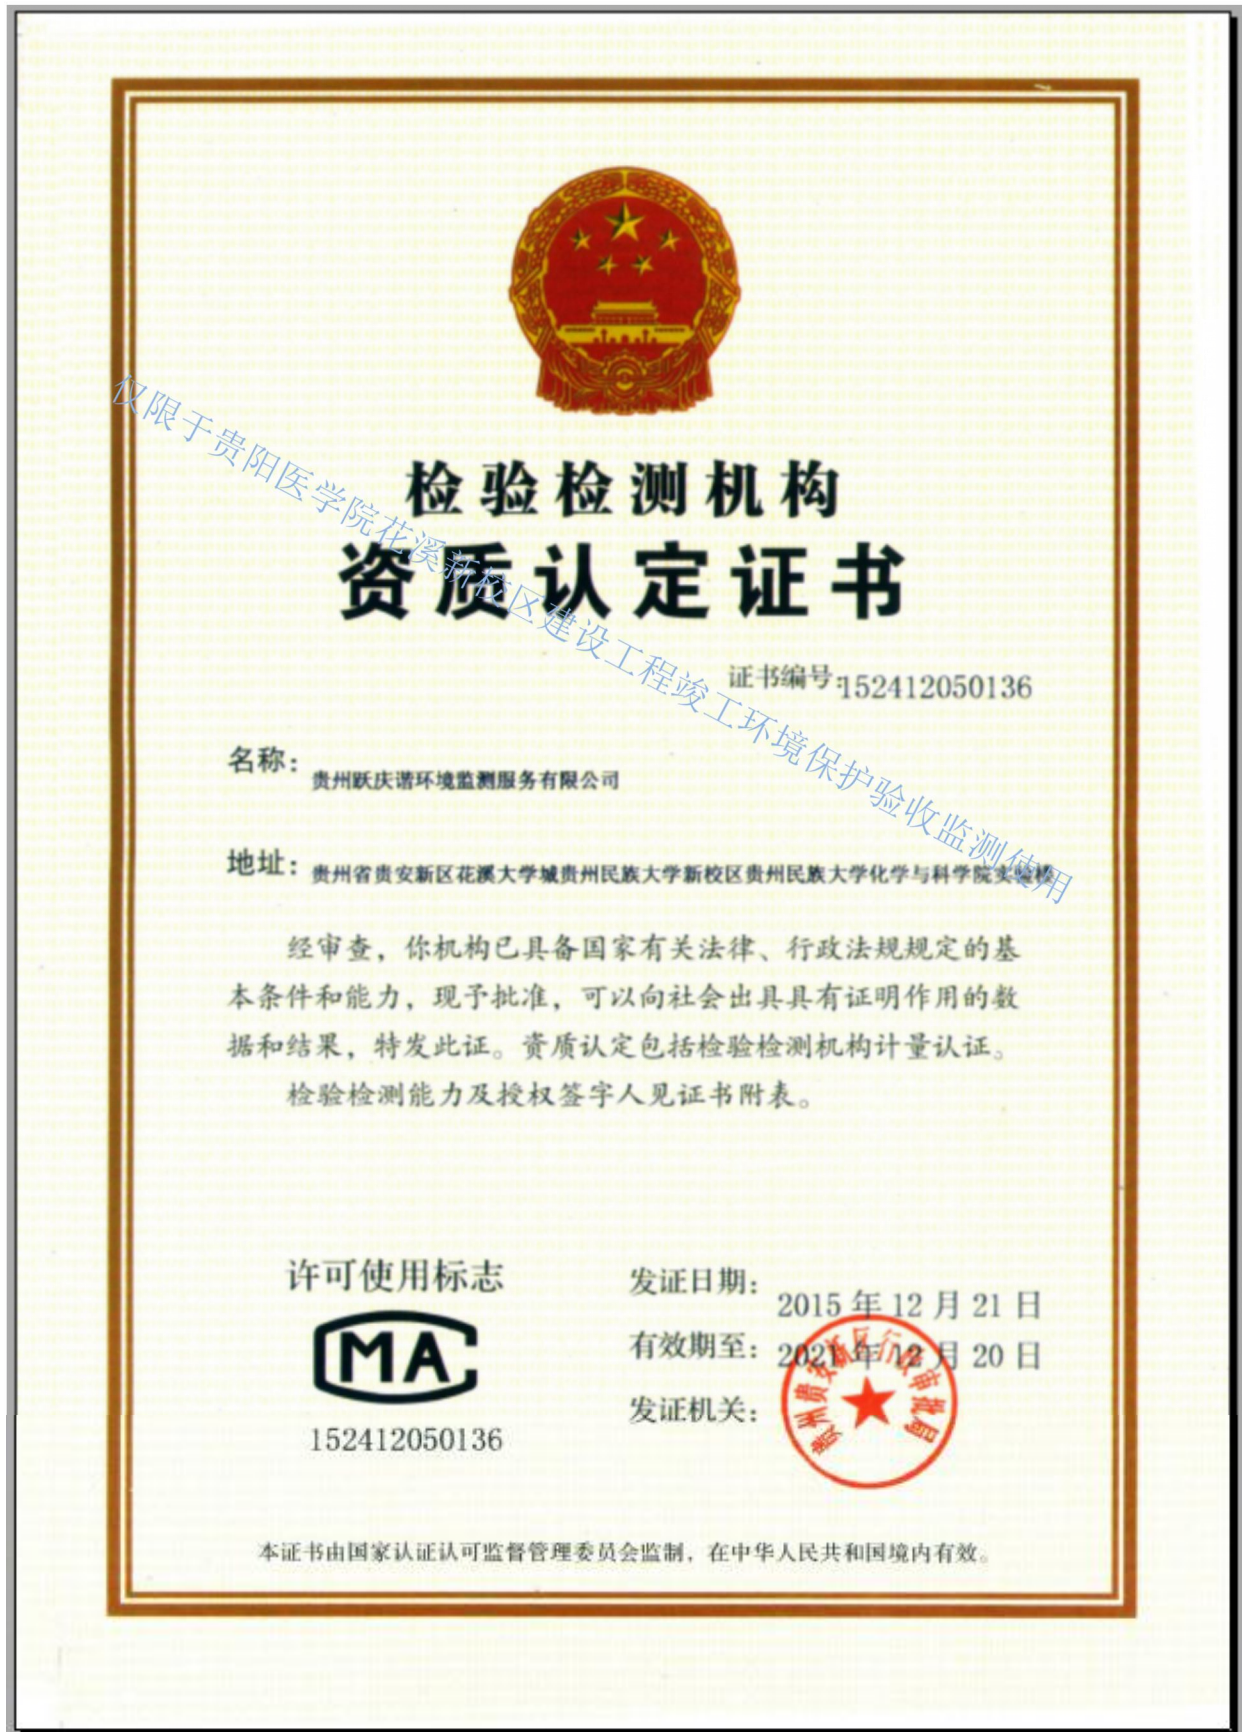 检验检测机构
资质认定证书
证书编号:152412050136
名称：贵州跃庆谐环境监测服务有限公司
地址：贵州省贵安新区花溪大学城贵州民族大学新校区贵州民族大学化学与科学院实验楼
经审查，你机构已具备国家有关法律、行政法规规定的基
本条件和能力，现予批准，可以向社会出具具有证明作用的数
据和结果，特发此证。资质认定包括检验检测机构计量认证。
检验检测能力及授权签字人见证书附表。
许可使用标志
MA
152412050136
发证日期：2015 年 12 月 21 日
有效期至：2021 年 12 月 20 日
发证机关：
贵州贵安新区行政审批局
本证书由国家认证认可监督管理委员会监制，在中华人民共和国境内有效。
仅限于贵阳医学院花溪新校区建设工程竣工环境保护验收监测使用